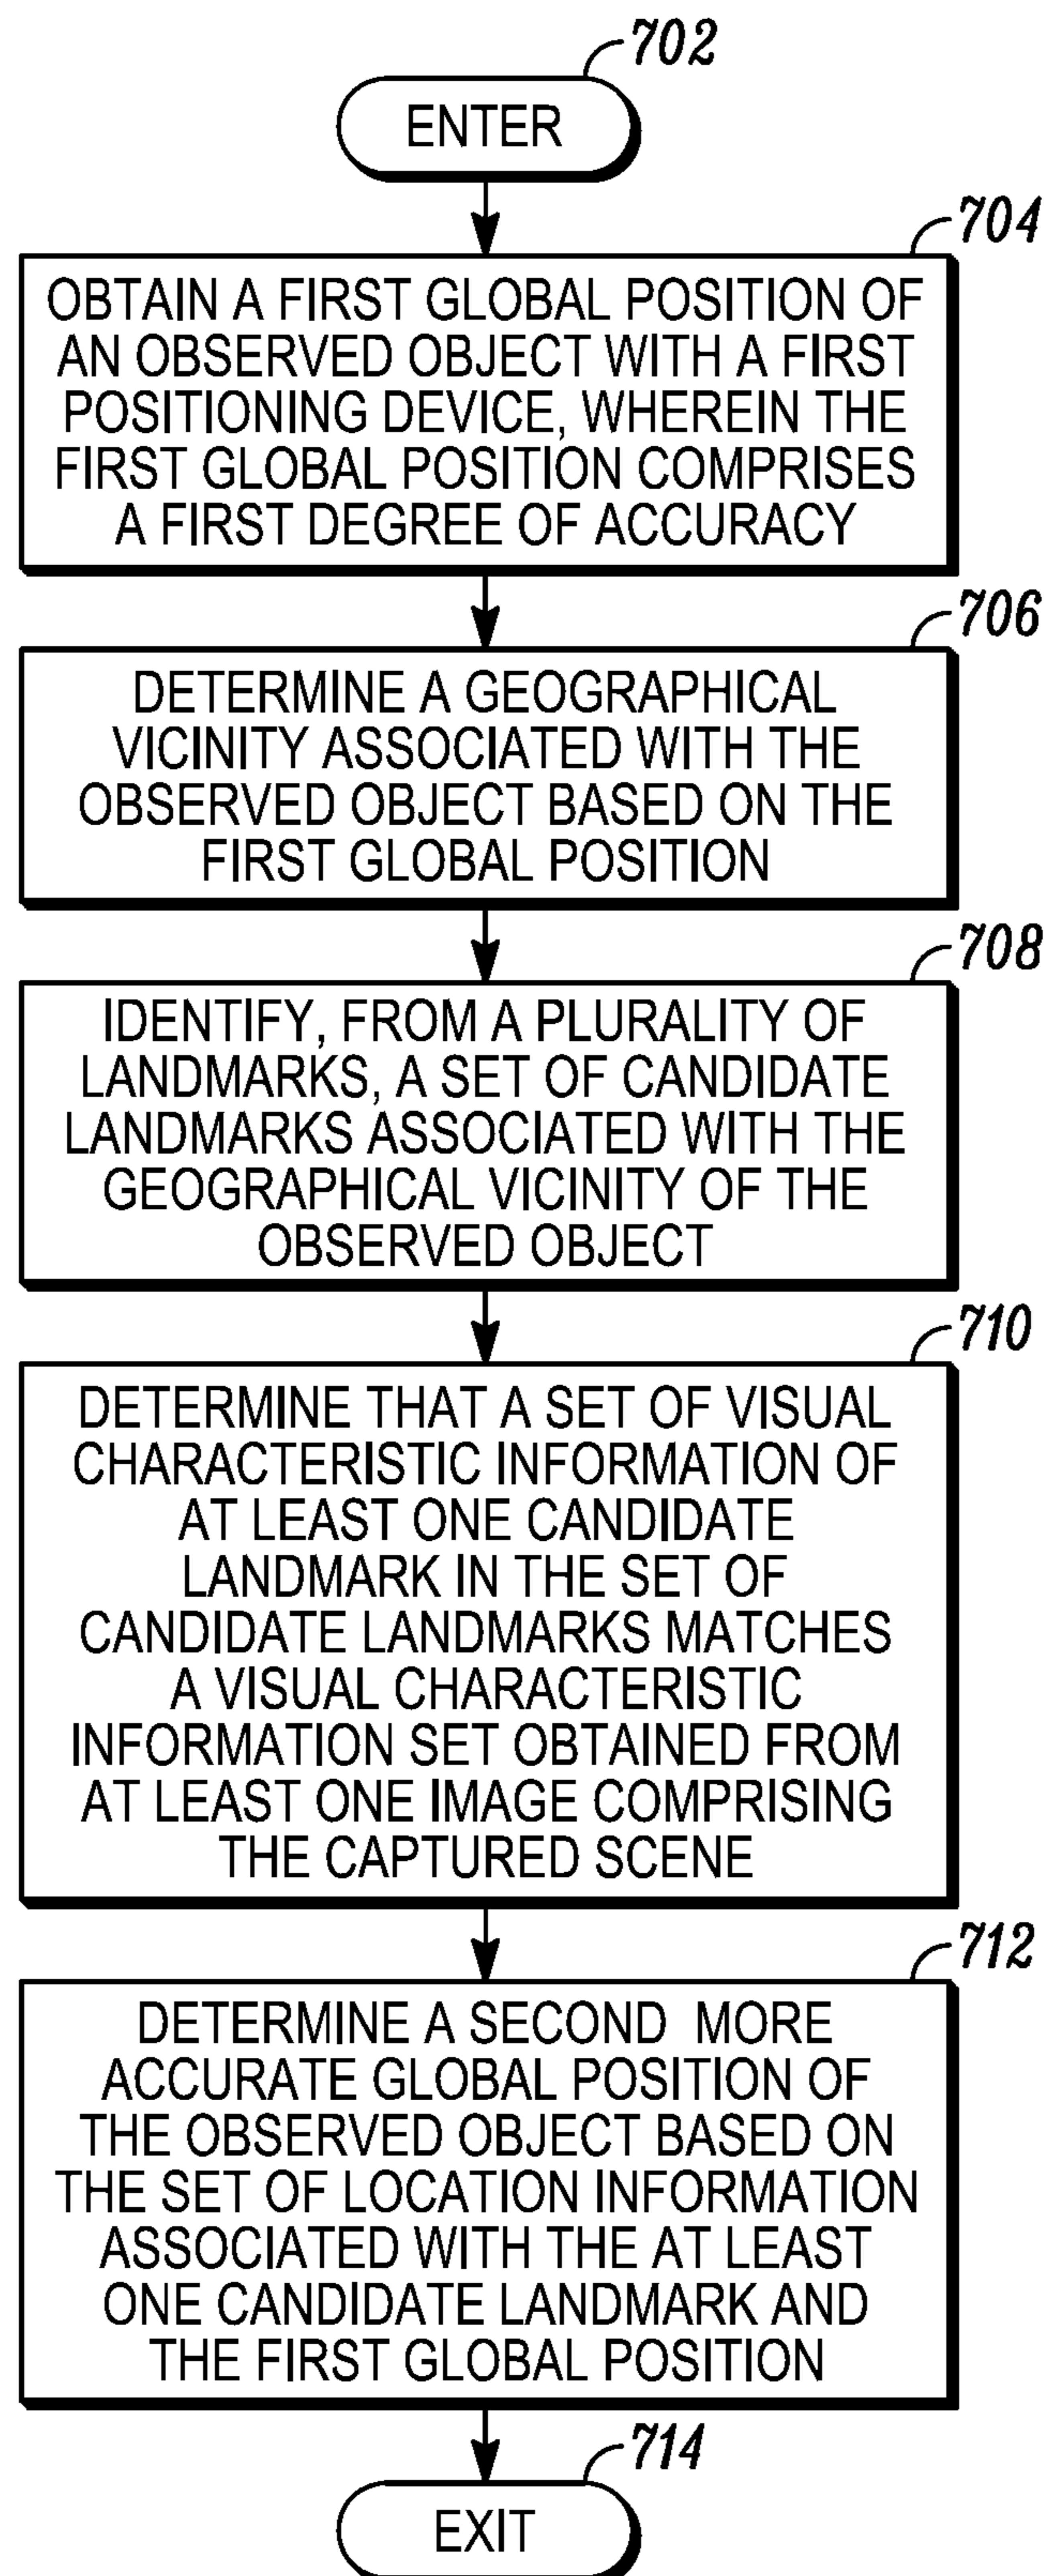 702
ENTER
704
OBTAIN A FIRST GLOBAL POSITION OF
AN OBSERVED OBJECT WITH A FIRST
POSITIONING DEVICE, WHEREIN THE
FIRST GLOBAL POSITION COMPRISES
A FIRST DEGREE OF ACCURACY
706
DETERMINE A GEOGRAPHICAL
VICINITY ASSOCIATED WITH THE
OBSERVED OBJECT BASED ON THE
FIRST GLOBAL POSITION
708
IDENTIFY, FROM A PLURALITY OF
LANDMARKS, A SET OF CANDIDATE
LANDMARKS ASSOCIATED WITH THE
GEOGRAPHICAL VICINITY OF THE
OBSERVED OBJECT
710
DETERMINE THAT A SET OF VISUAL
CHARACTERISTIC INFORMATION OF
AT LEAST ONE CANDIDATE
LANDMARK IN THE SET OF
CANDIDATE LANDMARKS MATCHES
A VISUAL CHARACTERISTIC
INFORMATION SET OBTAINED FROM
AT LEAST ONE IMAGE COMPRISING
THE CAPTURED SCENE
712
DETERMINE A SECOND MORE
ACCURATE GLOBAL POSITION OF
THE OBSERVED OBJECT BASED ON
THE SET OF LOCATION INFORMATION
ASSOCIATED WITH THE AT LEAST
ONE CANDIDATE LANDMARK AND
THE FIRST GLOBAL POSITION
714
EXIT